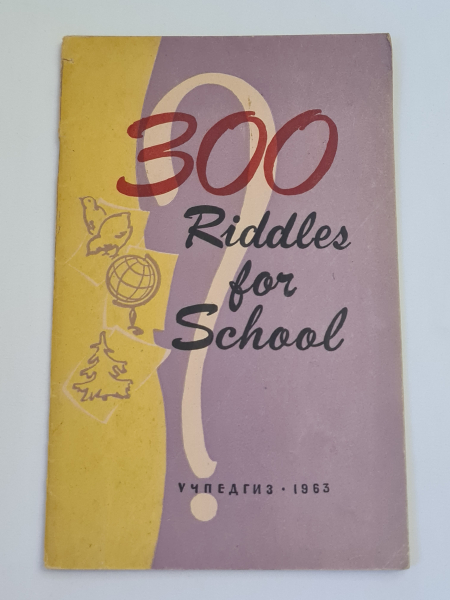 300
Riddles
for
School
УЧПЕДГИЗ · 1963